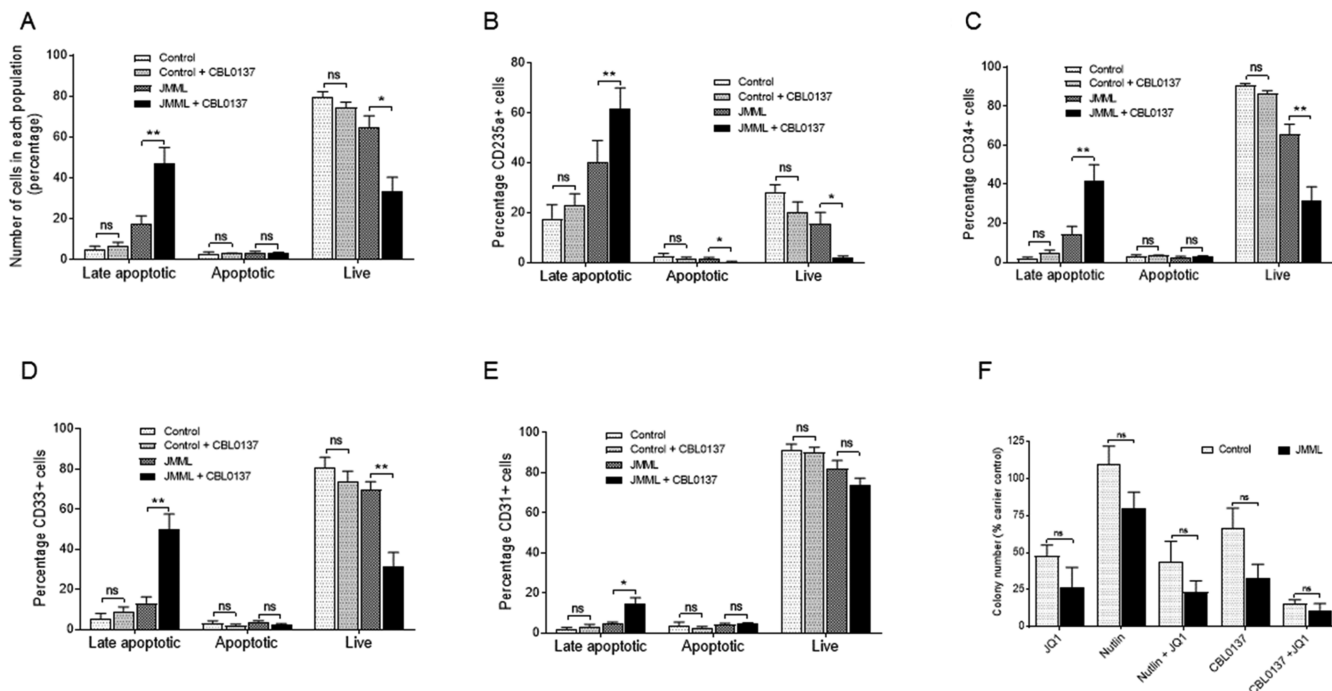 A
Number of cells in each population
(percentage)
100
80
60
40
20
0
Control
Control + CBL0137
JMML
JMML + CBL0137
ns
**
ns
ns
ns
*
Late apoptotic
Apoptotic
Live
B
Percentage CD235a+ cells
80
60
40
20
0
Control
Control + CBL0137
JMML
JMML + CBL0137
ns
**
ns
*
ns
*
Late apoptotic
Apoptotic
Live
C
Percenatge CD34+ cells
100
80
60
40
20
0
Control
Control + CBL0137
JMML
JMML + CBL0137
ns
**
ns
ns
ns
**
Late apoptotic
Apoptotic
Live
D
Percentage CD33+ cells
100
80
60
40
20
0
Control
Control + CBL0137
JMML
JMML + CBL0137
ns
**
ns
ns
ns
**
Late apoptotic
Apoptotic
Live
E
Percentage CD31+ cells
100
80
60
40
20
0
Control
Control + CBL0137
JMML
JMML + CBL0137
ns
*
ns
ns
ns
ns
Late apoptotic
Apoptotic
Live
F
Colony number (% carrier control)
125
100
75
50
25
0
Control
JMML
ns
ns
ns
ns
ns
JQ1
Nutlin
Nutlin + JQ1
CBL0137
CBL0137 +JQ1